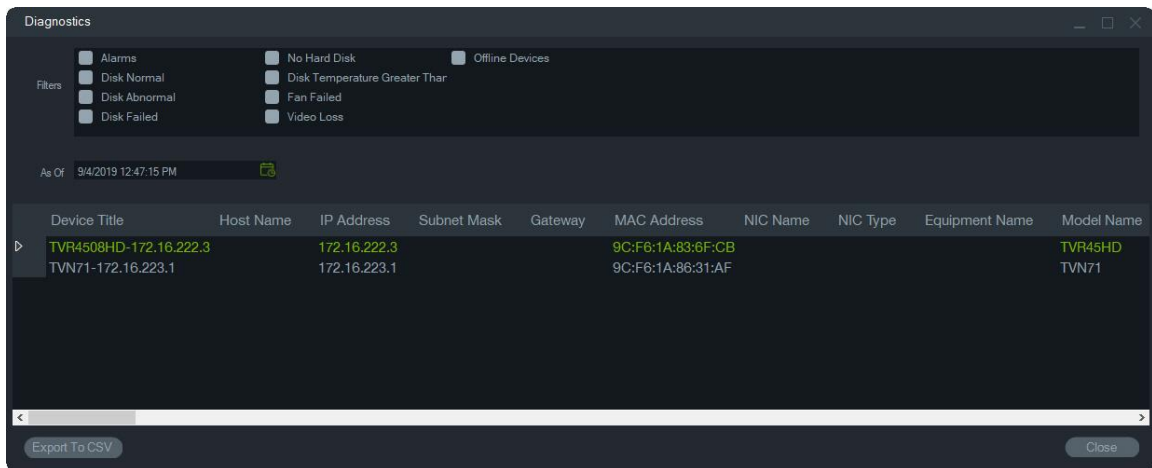 Diagnostics
Filters
Alarms No Hard Disk Offline Devices
Disk Normal Disk Temperature Greater Thar
Disk Abnormal Fan Failed
Disk Failed Video Loss
As Of 9/4/2019 12:47:15 PM
Device Title Host Name IP Address Subnet Mask Gateway MAC Address NIC Name NIC Type Equipment Name Model Name
TVR4508HD-172.16.222.3 172.16.222.3 9C:F6:1A:83:6F:CB TVR45HD
TVN71-172.16.223.1 172.16.223.1 9C:F6:1A:86:31:AF TVN71
Export To CSV Close